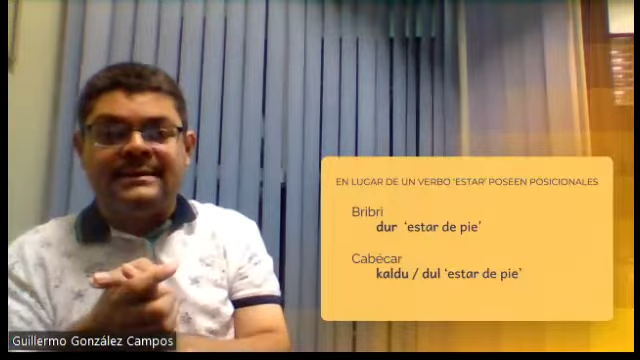 EN LUGAR DE UN VERBO 'ESTAR' POSEEN POSICIONALES
Bribri
dur 'estar de pie'
Cabécar
kaldu / dul 'estar de pie'
Guillermo González Campos